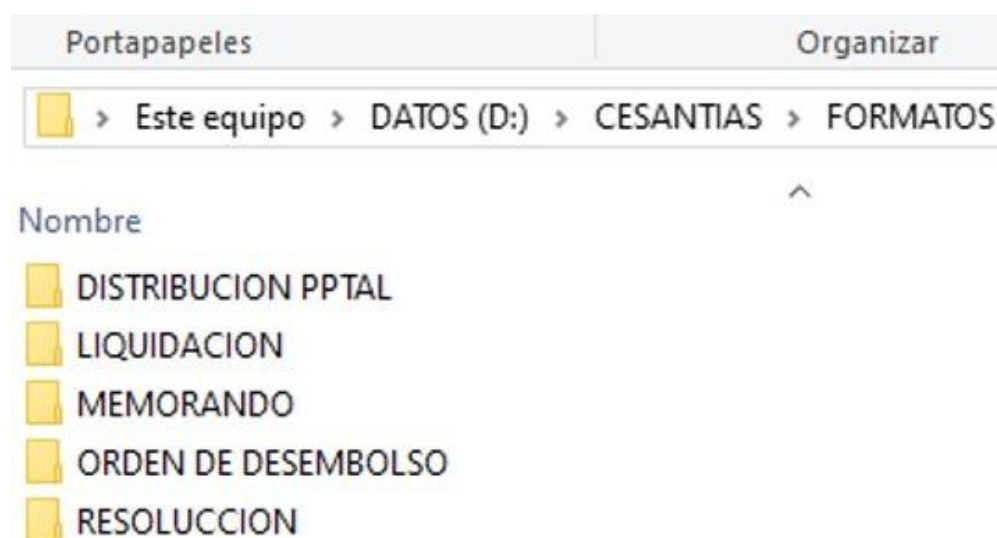 Portapapeles Organizar
Este equipo > DATOS (D:) > CESANTIAS > FORMATOS
Nombre
DISTRIBUCION PPTAL
LIQUIDACION
MEMORANDO
ORDEN DE DESEMBOLSO
RESOLUCCION